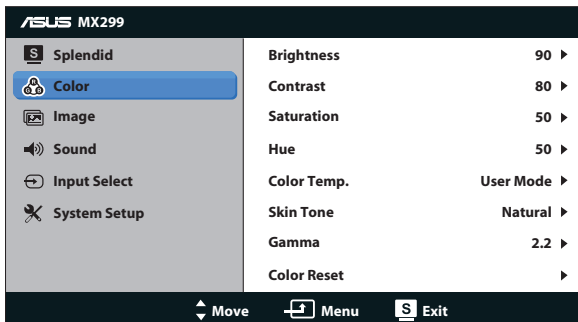 ASUS MX299
S Splendid
Color
Image
Sound
Input Select
System Setup
Brightness 90
Contrast 80
Saturation 50
Hue 50
Color Temp. User Mode
Skin Tone Natural
Gamma 2.2
Color Reset
Move Menu S Exit